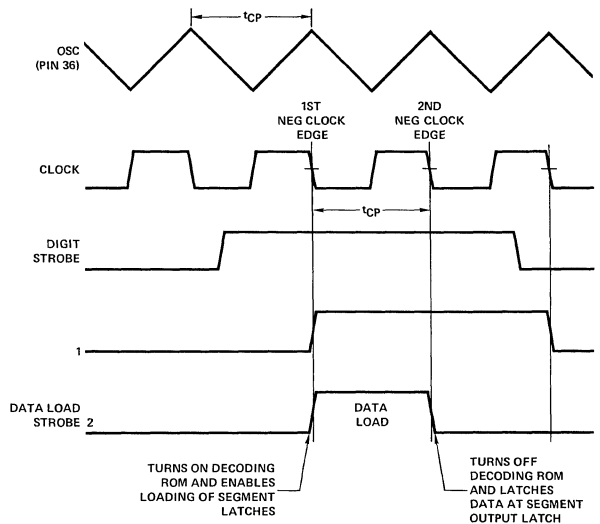 tCP
OSC
(PIN 36)
1ST
NEG CLOCK
EDGE
2ND
NEG CLOCK
EDGE
CLOCK
tCP
DIGIT
STROBE
1
DATA LOAD
STROBE 2
DATA
LOAD
TURNS ON DECODING
ROM AND ENABLES
LOADING OF SEGMENT
LATCHES
TURNS OFF
DECODING ROM
AND LATCHES
DATA AT SEGMENT
OUTPUT LATCH